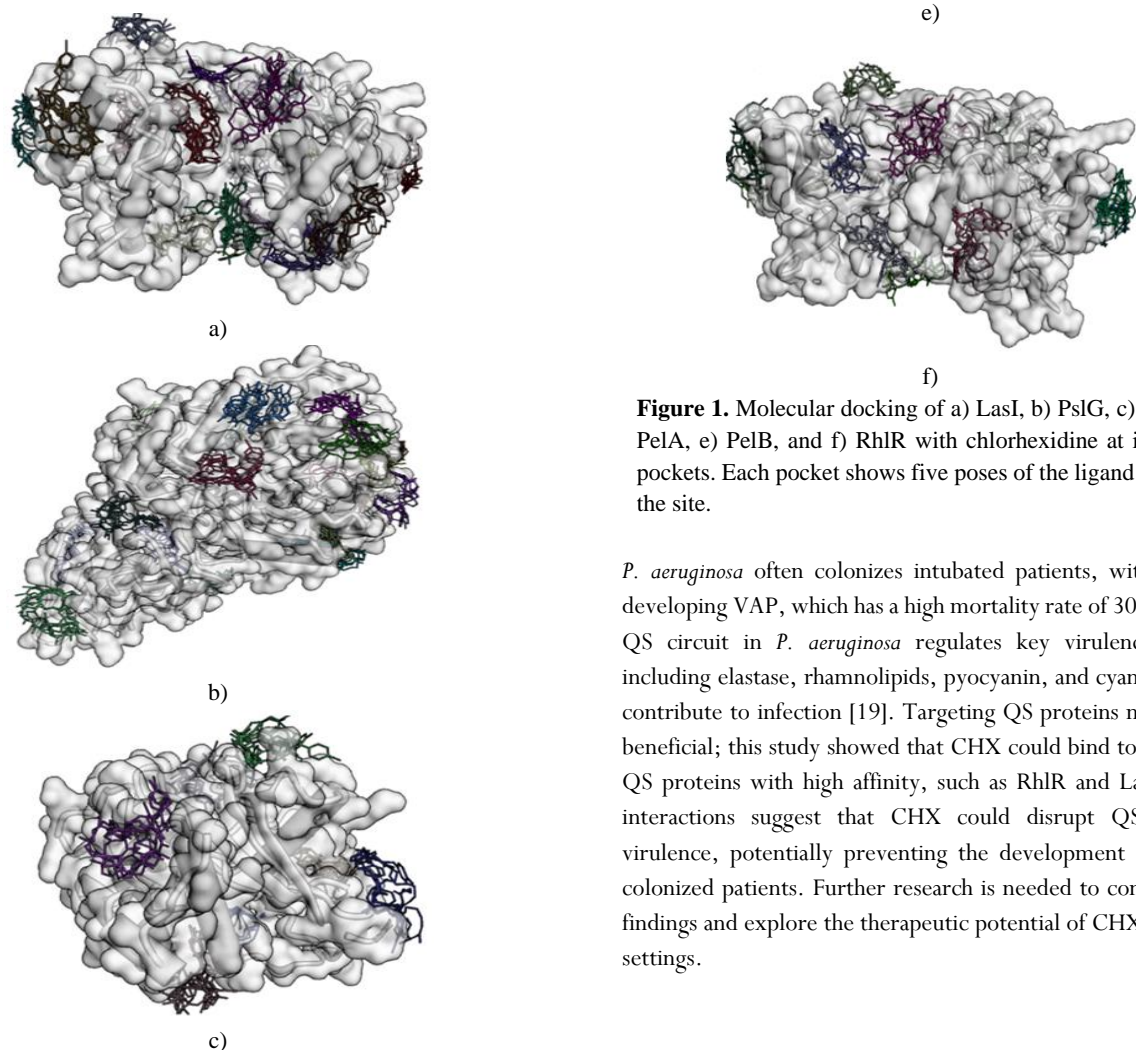 a)
b)
c)
e)
f)
Figure 1. Molecular docking of a) LasI, b) PslG, c)
PelA, e) PelB, and f) RhlR with chlorhexidine at i
pockets. Each pocket shows five poses of the ligand
the site.
P. aeruginosa often colonizes intubated patients, wit
developing VAP, which has a high mortality rate of 30
QS circuit in P. aeruginosa regulates key virulenc
including elastase, rhamnolipids, pyocyanin, and cyan
contribute to infection [19]. Targeting QS proteins m
beneficial; this study showed that CHX could bind to
QS proteins with high affinity, such as RhlR and La
interactions suggest that CHX could disrupt QS
virulence, potentially preventing the development
colonized patients. Further research is needed to con
findings and explore the therapeutic potential of CHX
settings.